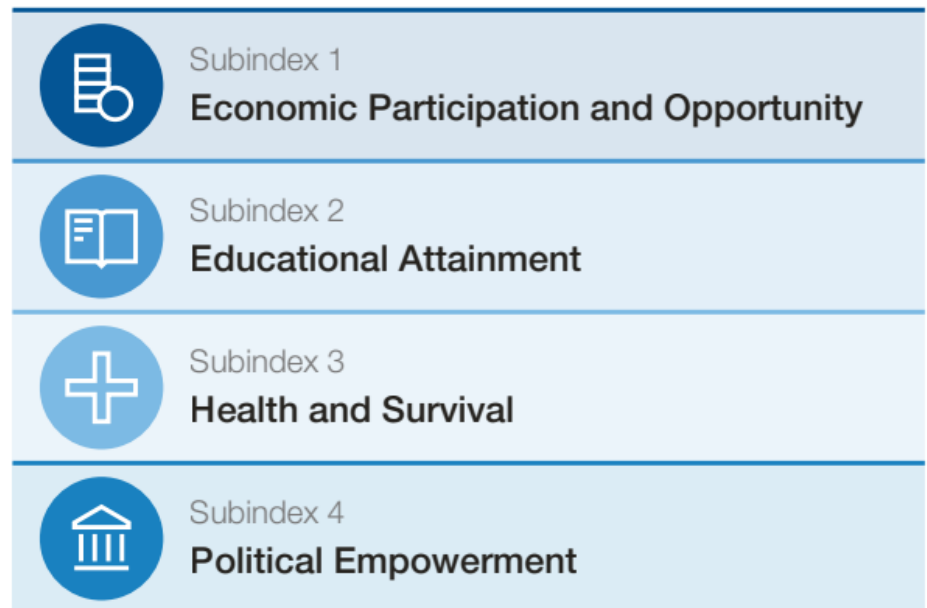 Subindex 1
Economic Participation and Opportunity
Subindex 2
Educational Attainment
Subindex 3
Health and Survival
Subindex 4
Political Empowerment